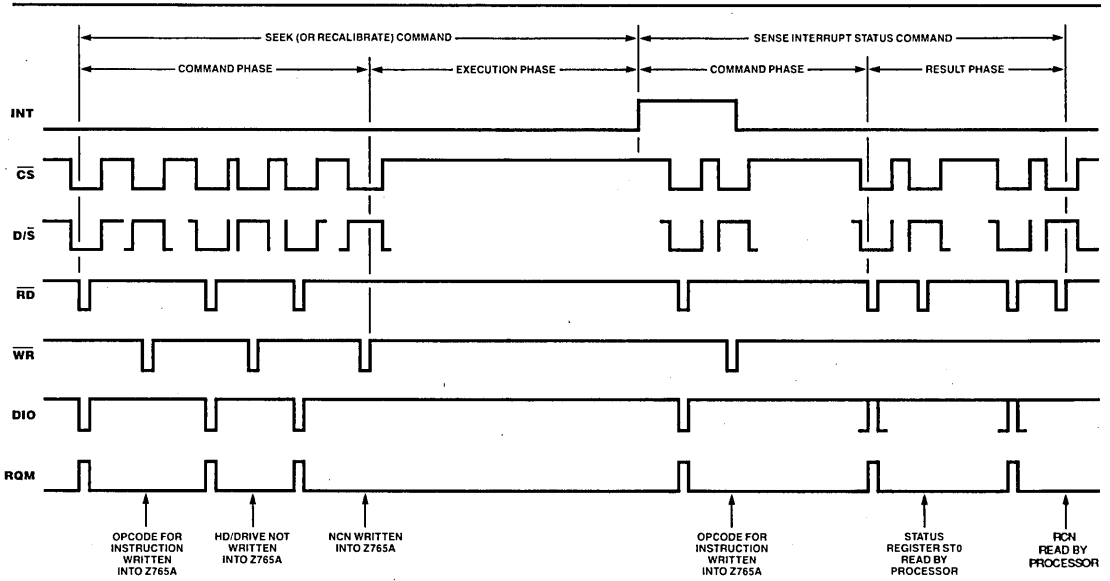 SEEK (OR RECALIBRATE) COMMAND
SENSE INTERRUPT STATUS COMMAND
COMMAND PHASE
EXECUTION PHASE
COMMAND PHASE
RESULT PHASE
INT
CS
D/S
RD
WR
DIO
RQM
OPCODE FOR
INSTRUCTION
WRITTEN
INTO Z765A
HD/DRIVE NOT
WRITTEN
INTO Z765A
NCN WRITTEN
INTO Z765A
OPCODE FOR
INSTRUCTION
WRITTEN
INTO Z765A
STATUS
REGISTER ST0
READ BY
PROCESSOR
RCN
READ BY
PROCESSOR